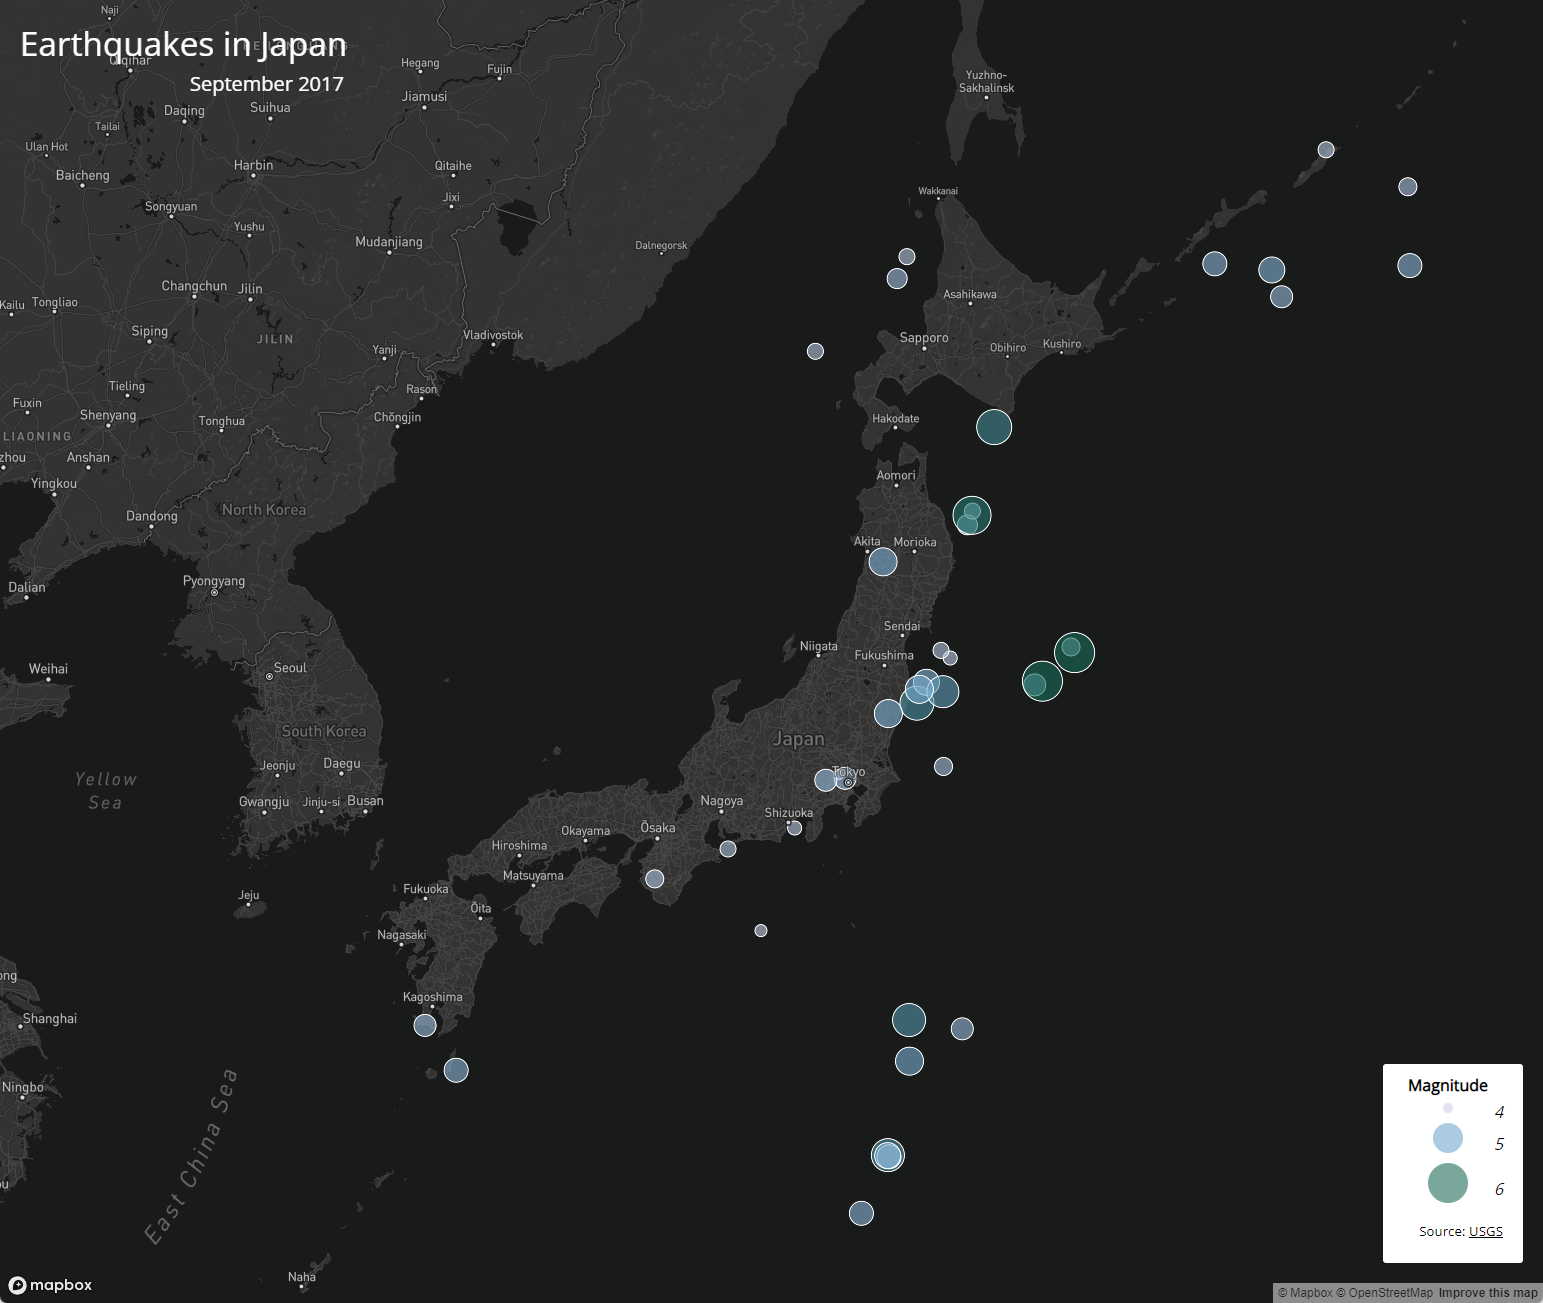 Naji
Earthquakes in Japan
Qiqihar
September 2017
Hegang
Fujin
Yuzhno-
Sakhalinsk
Jiamusi
Daqing
Suihua
Tailai
Ulan Hot
Harbin
Qitaihe
Baicheng
Jixi
Wakkanai
Songyuan
Yushu
Mudanjiang
Dalnegorsk
Changchun
Jilin
Asahikawa
Kailu
Tongliao
Siping
JILIN
Vladivostok
Sapporo
Yanji
Obihiro
Kushiro
Tieling
Rason
Fuxin
Shenyang
Tonghua
Chŏngjin
Hakodate
LIAONING
zhou
Anshan
Aomori
Yingkou
North Korea
Dandong
Akita
Morioka
Pyongyang
Dalian
Sendai
Niigata
Fukushima
Weihai
Seoul
South Korea
Japan
Jeonju
Daegu
Tokyo
Yellow
Sea
Gwangju
Jinju-si
Busan
Nagoya
Shizuoka
Okayama
Ōsaka
Hiroshima
Matsuyama
Fukuoka
Jeju
Ōita
Nagasaki
ong
Kagoshima
Shanghai
Ningbo
East China Sea
Naha
Magnitude
4
5
6
Source: USGS
mapbox
© Mapbox © OpenStreetMap Improve this map